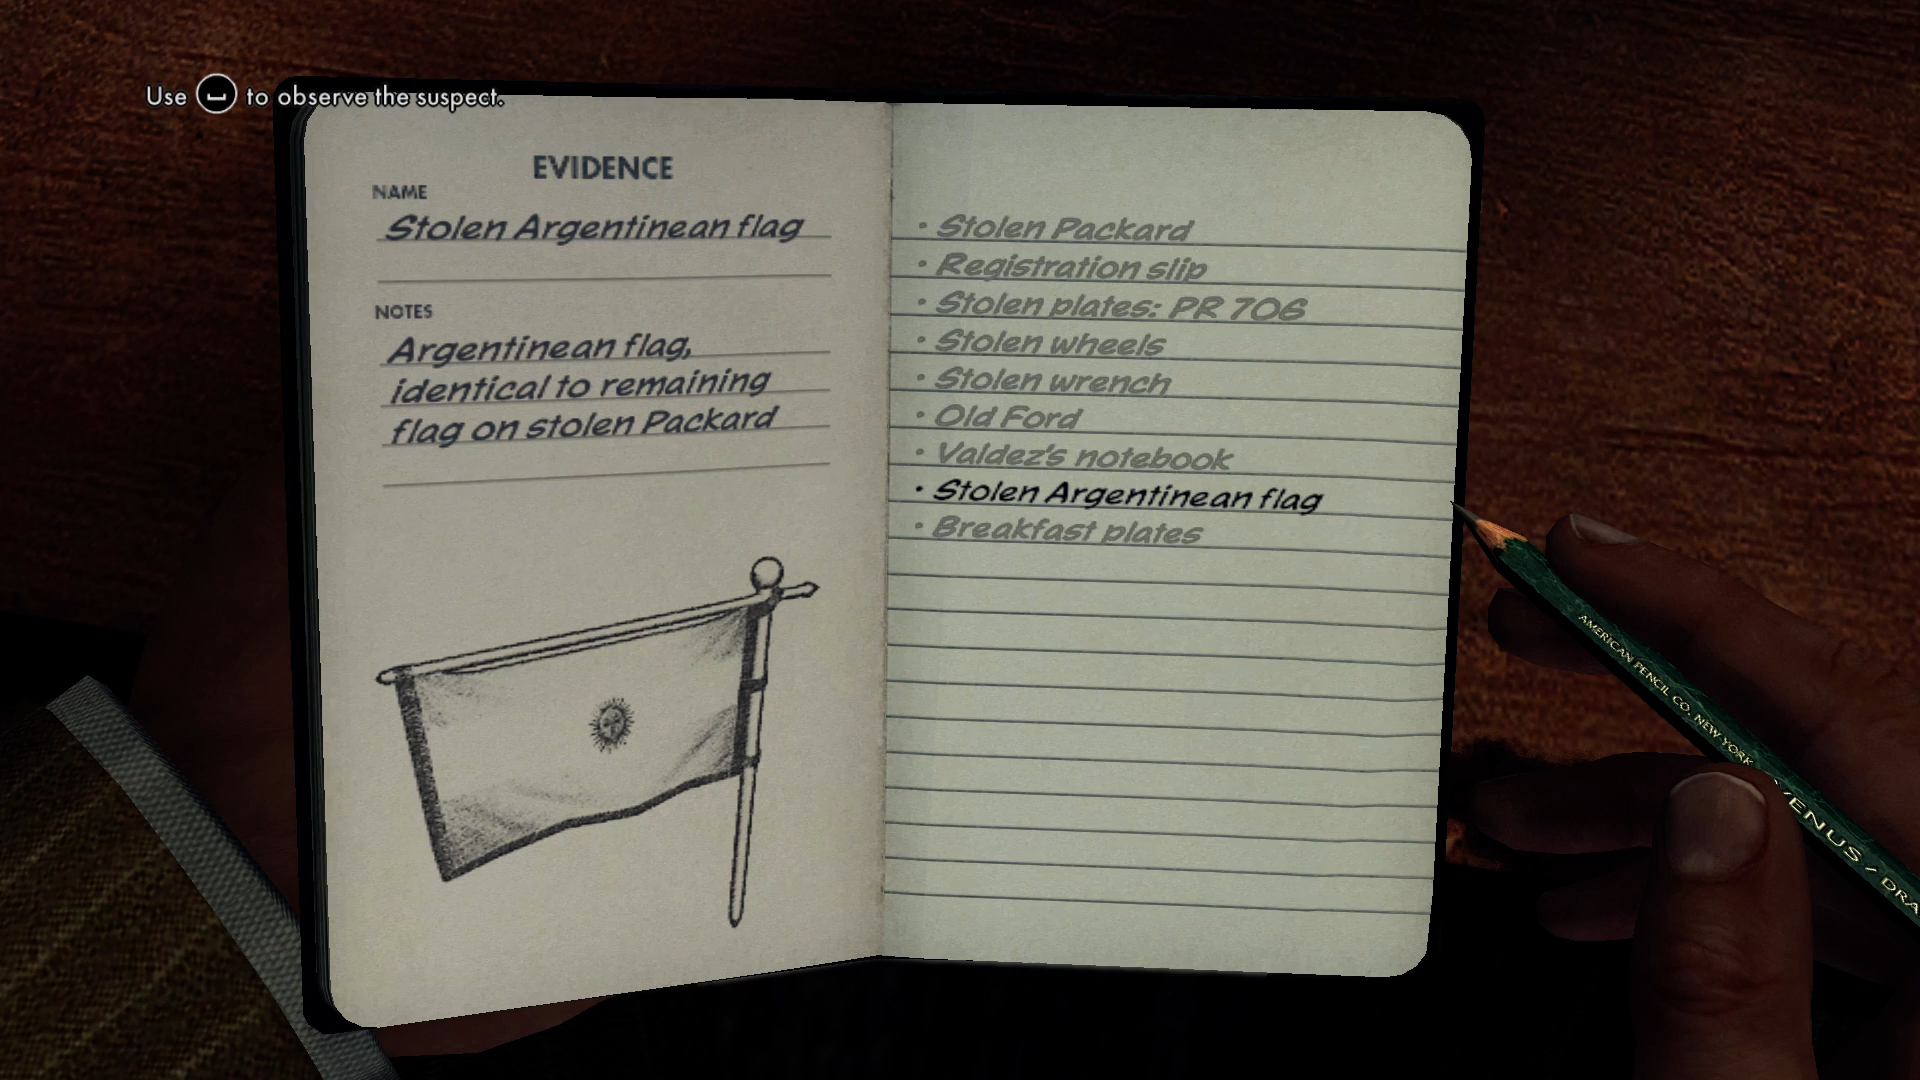 Use to observe the suspect.
EVIDENCE
NAME
Stolen Argentinean flag
NOTES
Argentinean flag,
identical to remaining
flag on stolen Packard
• Stolen Packard
• Registration slip
• Stolen plates: PR 706
• Stolen wheels
• Stolen wrench
• Old Ford
• Valdez's notebook
• Stolen Argentinean flag
• Breakfast plates
AMERICAN PENCIL CO. NEW YORK
VENUS / DRA